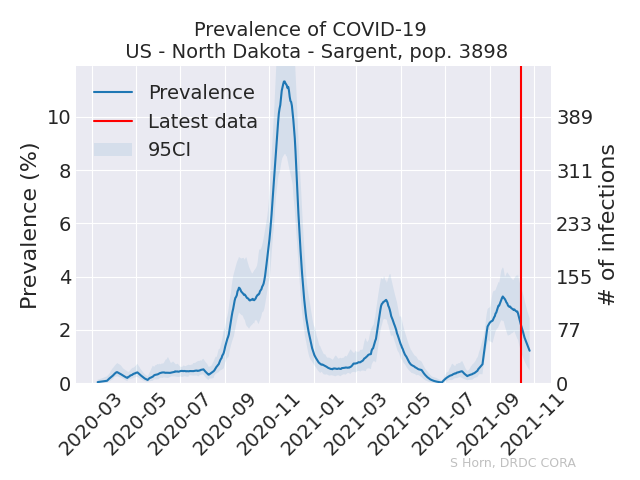 Prevalence of COVID-19
US - North Dakota - Sargent, pop. 3898
Prevalence
Latest data
95CI
Prevalence (%)
10
8
6
4
2
0
389
311
233
155
77
0
# of infections
2020-03
2020-05
2020-07
2020-09
2020-11
2021-01
2021-03
2021-05
2021-07
2021-09
2021-11
S Horn, DRDC CORA